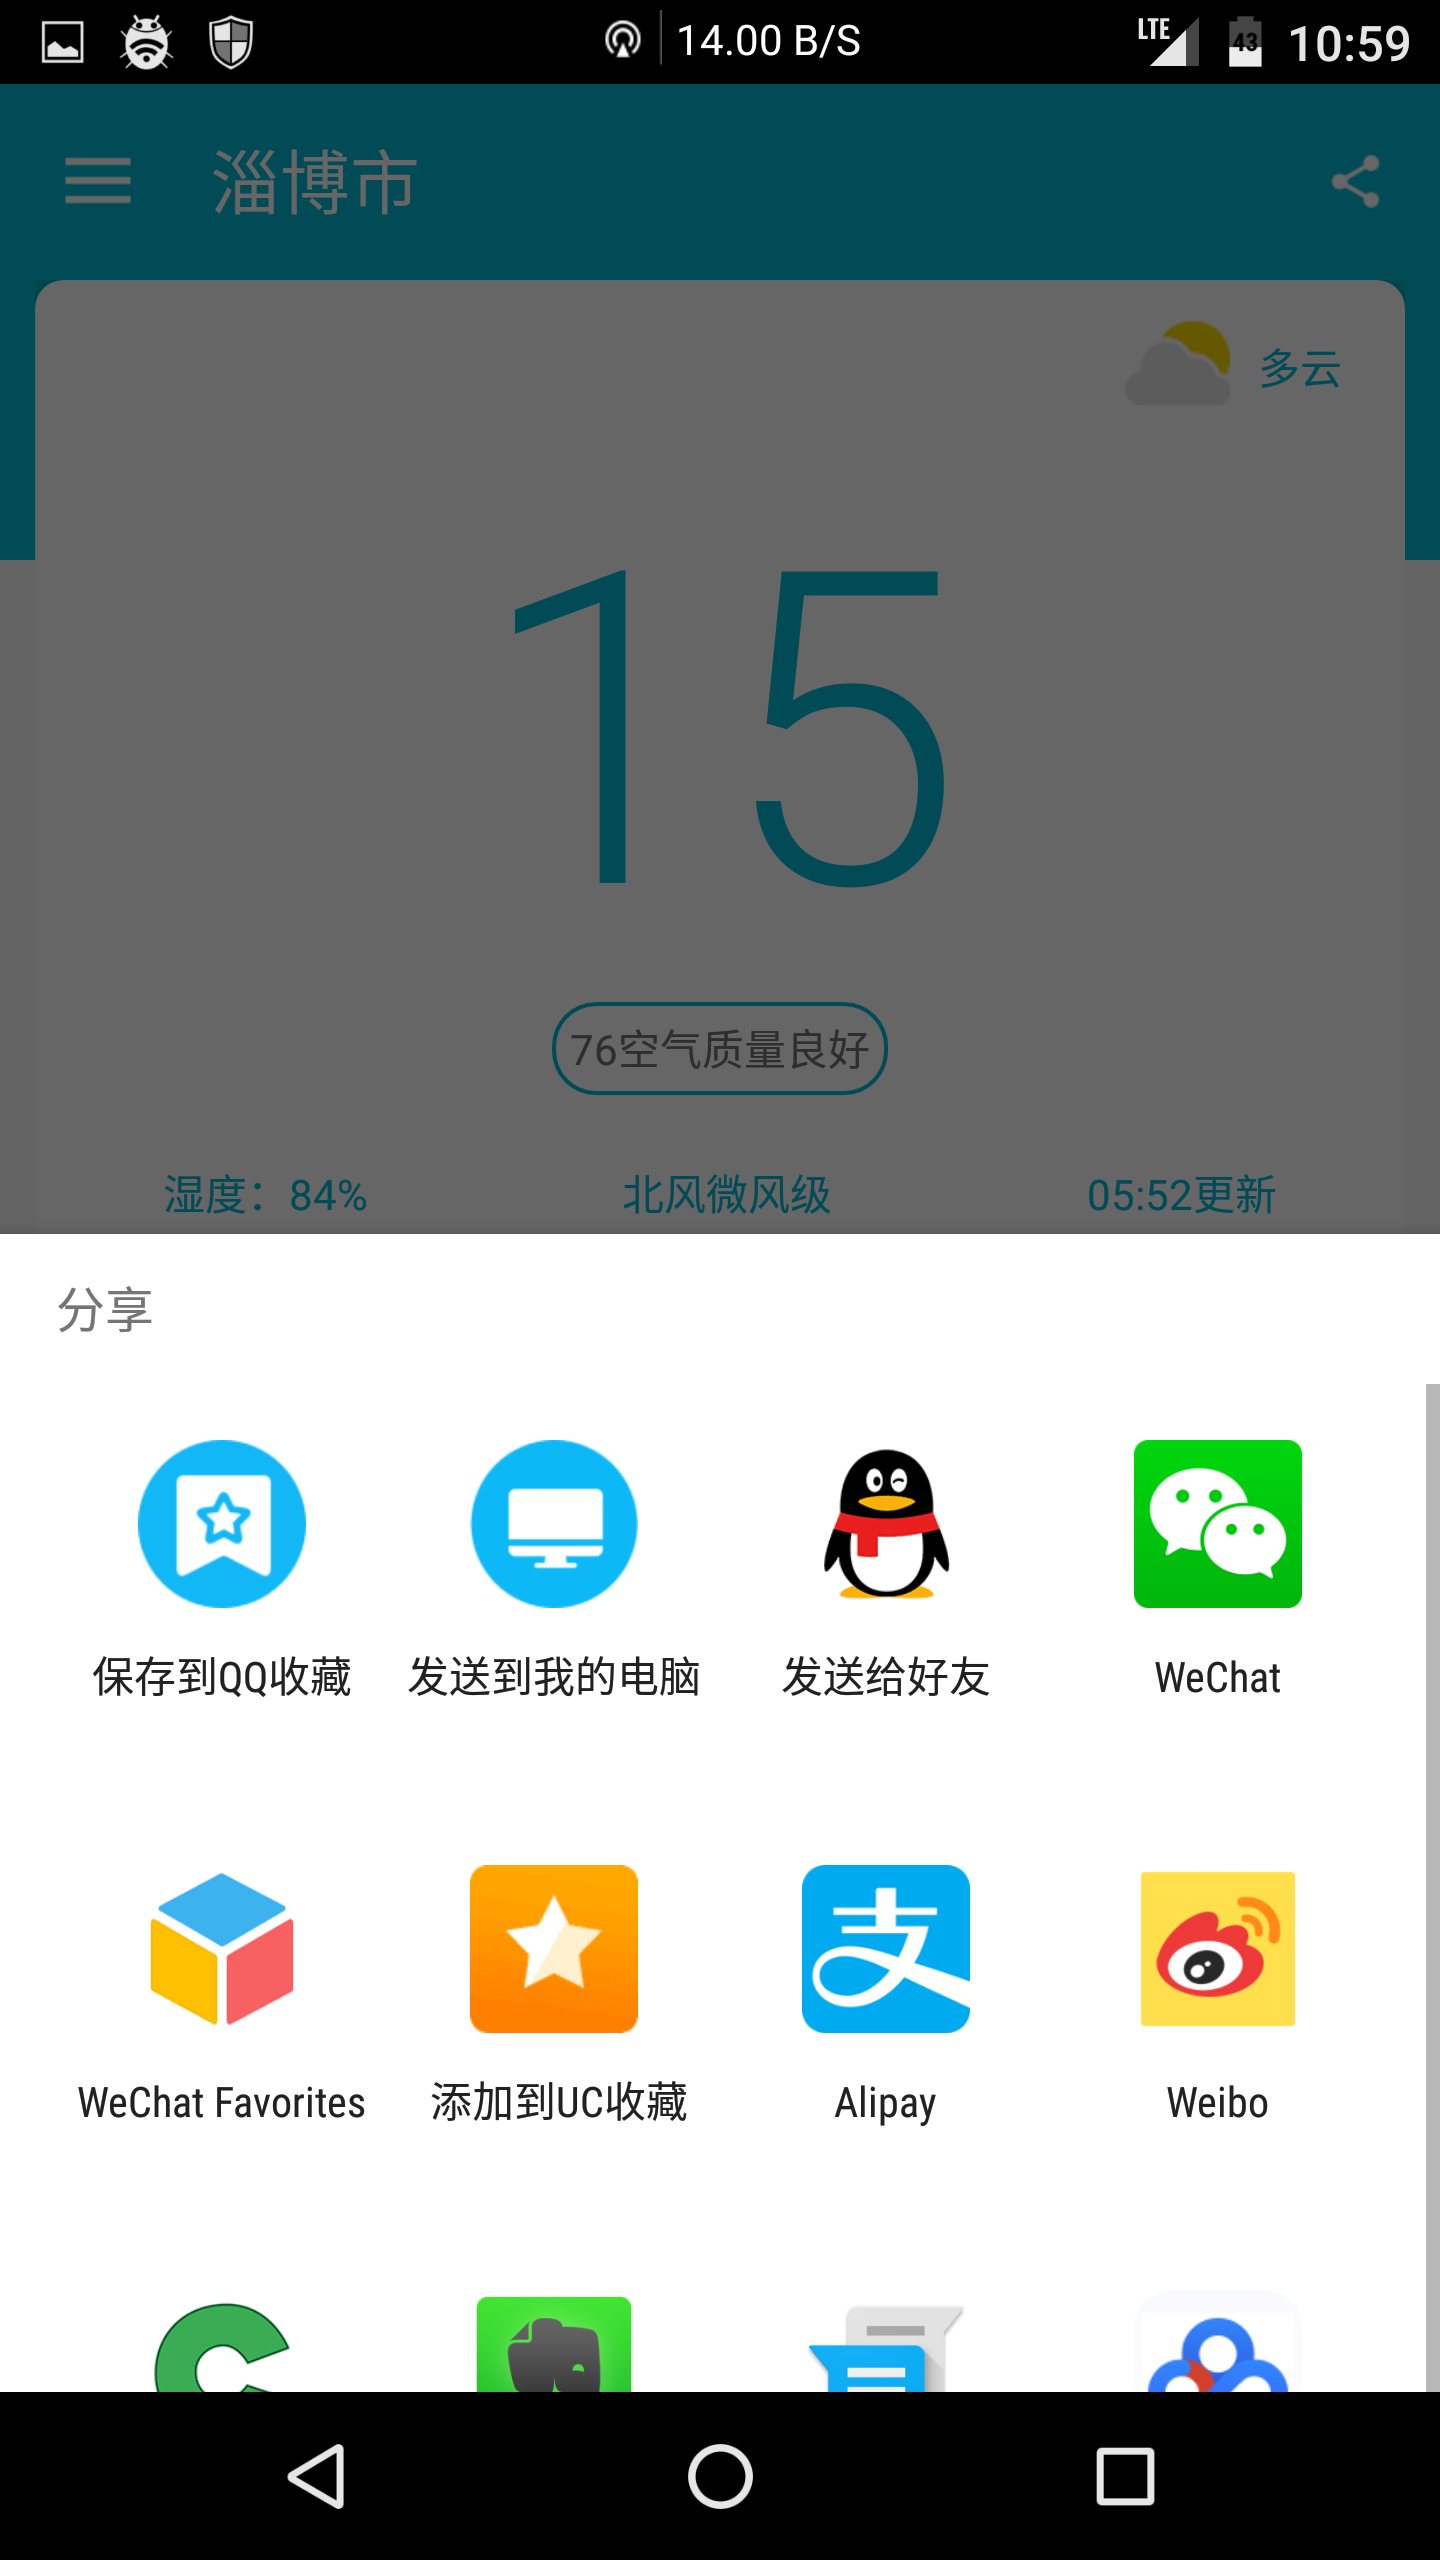 14.00 B/S LTE 43 10:59
淄博市
多云
15
76空气质量良好
湿度：84% 北风微风级 05:52更新
分享
保存到QQ收藏 发送到我的电脑 发送给好友 WeChat
支
WeChat Favorites 添加到UC收藏 Alipay Weibo